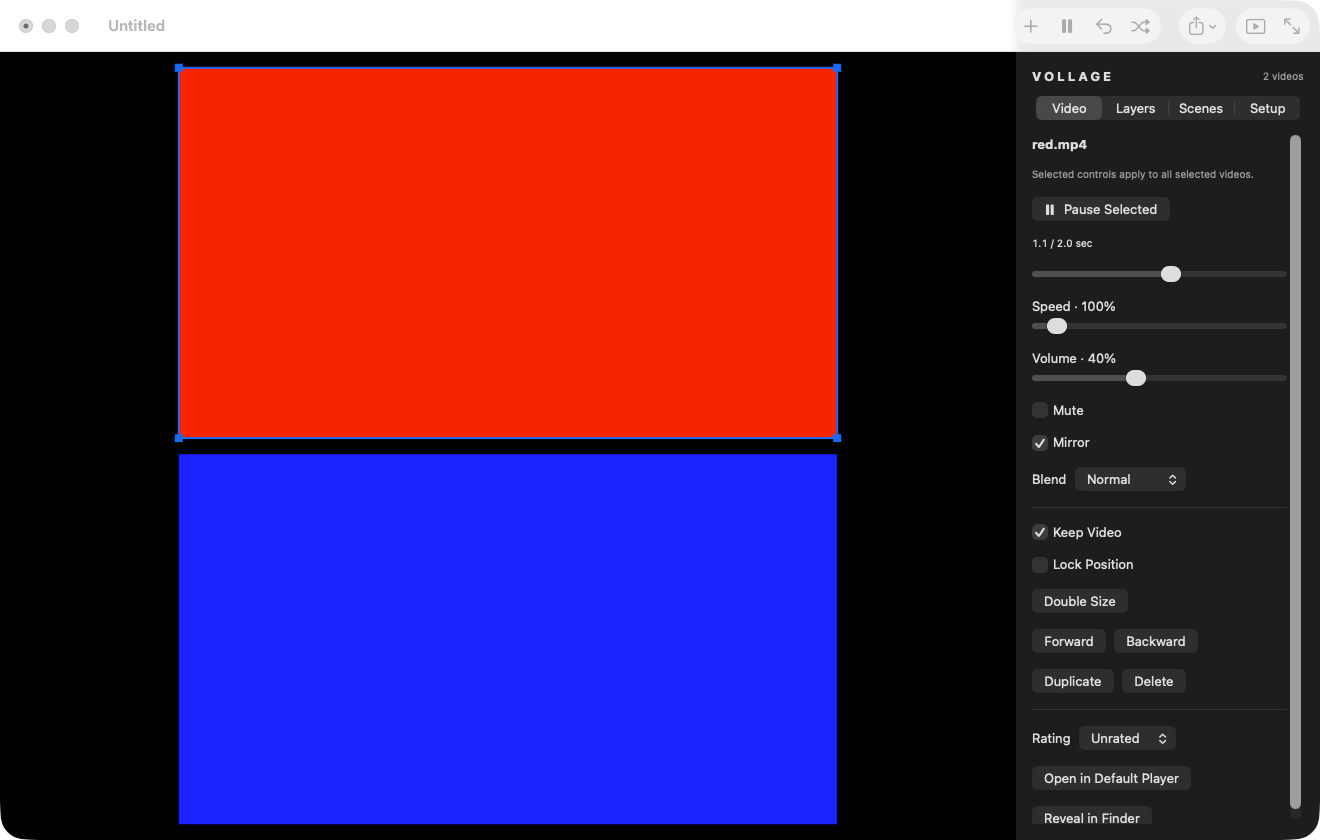 Untitled
VOLLAGE
2 videos
Video Layers Scenes Setup
red.mp4
Selected controls apply to all selected videos.
Pause Selected
1.1 / 2.0 sec
Speed · 100%
Volume · 40%
Mute
Mirror
Blend Normal
Keep Video
Lock Position
Double Size
Forward Backward
Duplicate Delete
Rating Unrated
Open in Default Player
Reveal in Finder